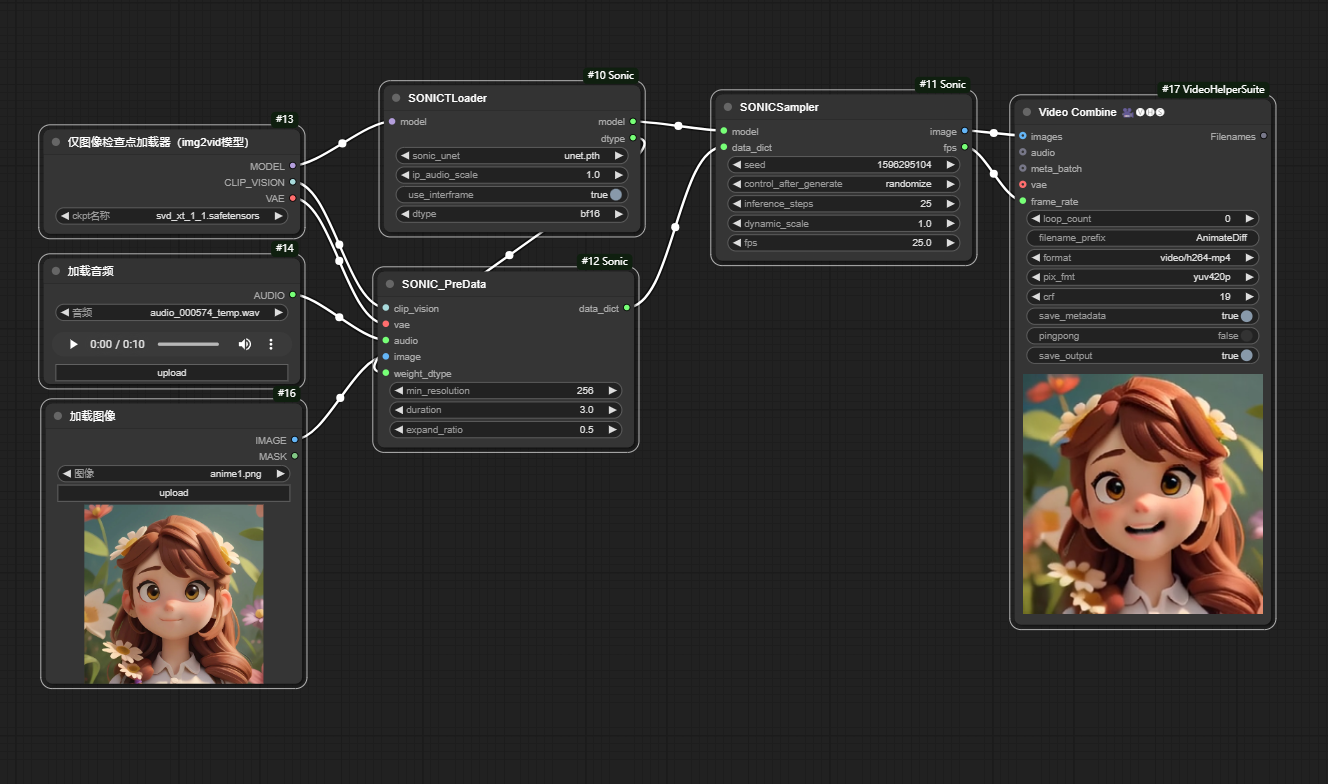 #13
仅图像检查点加载器（img2vid模型)
MODEL
CLIP_VISION
VAE
ckpt名称 svd_xt_1_1.safetensors
#14
加载音频
AUDIO
音频 audio_000574_temp.wav
0:00 / 0:10
upload
#16
加载图像
IMAGE
MASK
图像 anime1.png
upload
#10 Sonic
SONICTLoader
model model
dtype
sonic_unet unet.pth
ip_audio_scale 1.0
use_interframe true
dtype bf16
#12 Sonic
SONIC_PreData
clip_vision data_dict
vae
audio
image
weight_dtype
min_resolution 256
duration 3.0
expand_ratio 0.5
#11 Sonic
SONICSampler
model image
data_dict fps
seed 1596295104
control_after_generate randomize
inference_steps 25
dynamic_scale 1.0
fps 25.0
#17 VideoHelperSuite
Video Combine 🎥🅥🅗🅢
images Filenames
audio
meta_batch
vae
frame_rate
loop_count 0
filename_prefix AnimateDiff
format video/h264-mp4
pix_fmt yuv420p
crf 19
save_metadata true
pingpong false
save_output true